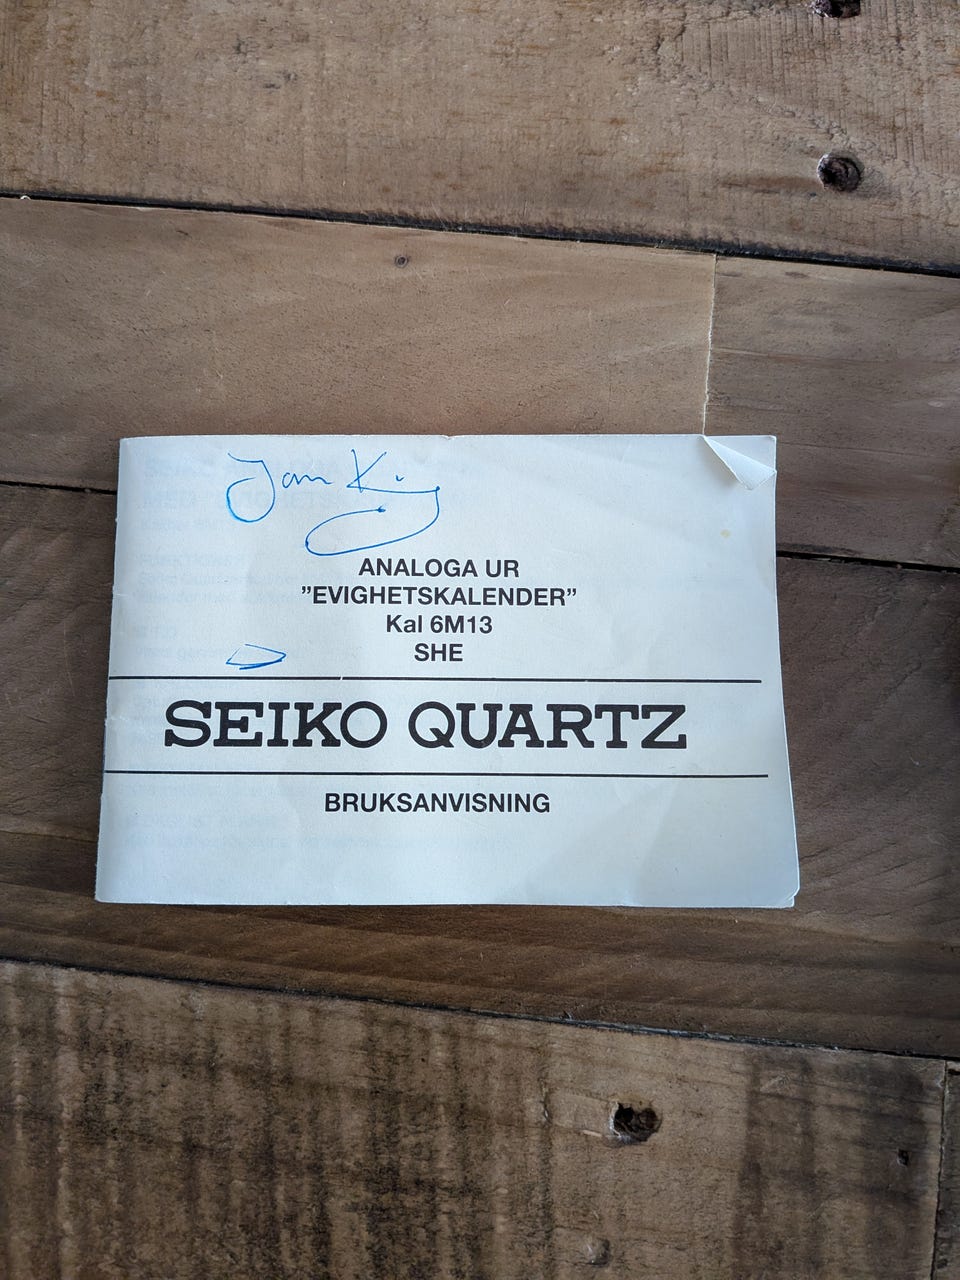 ANALOGA UR
”EVIGHETSKALENDER”
Kal 6M13
SHE
SEIKO QUARTZ
BRUKSANVISNING